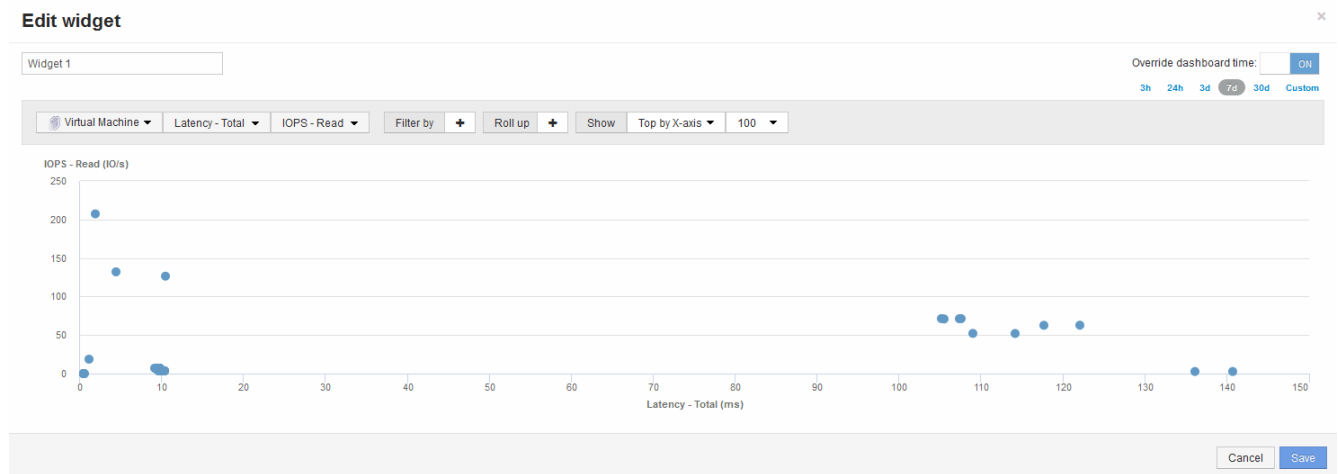 Edit widget
×
Widget 1
Override dashboard time: ON
3h 24h 3d 7d 30d Custom
Virtual Machine Latency - Total IOPS - Read Filter by + Roll up + Show Top by X-axis 100
IOPS - Read (IO/s)
250
200
150
100
50
0
0 10 20 30 40 50 60 70 80 90 100 110 120 130 140 150
Latency - Total (ms)
Cancel Save